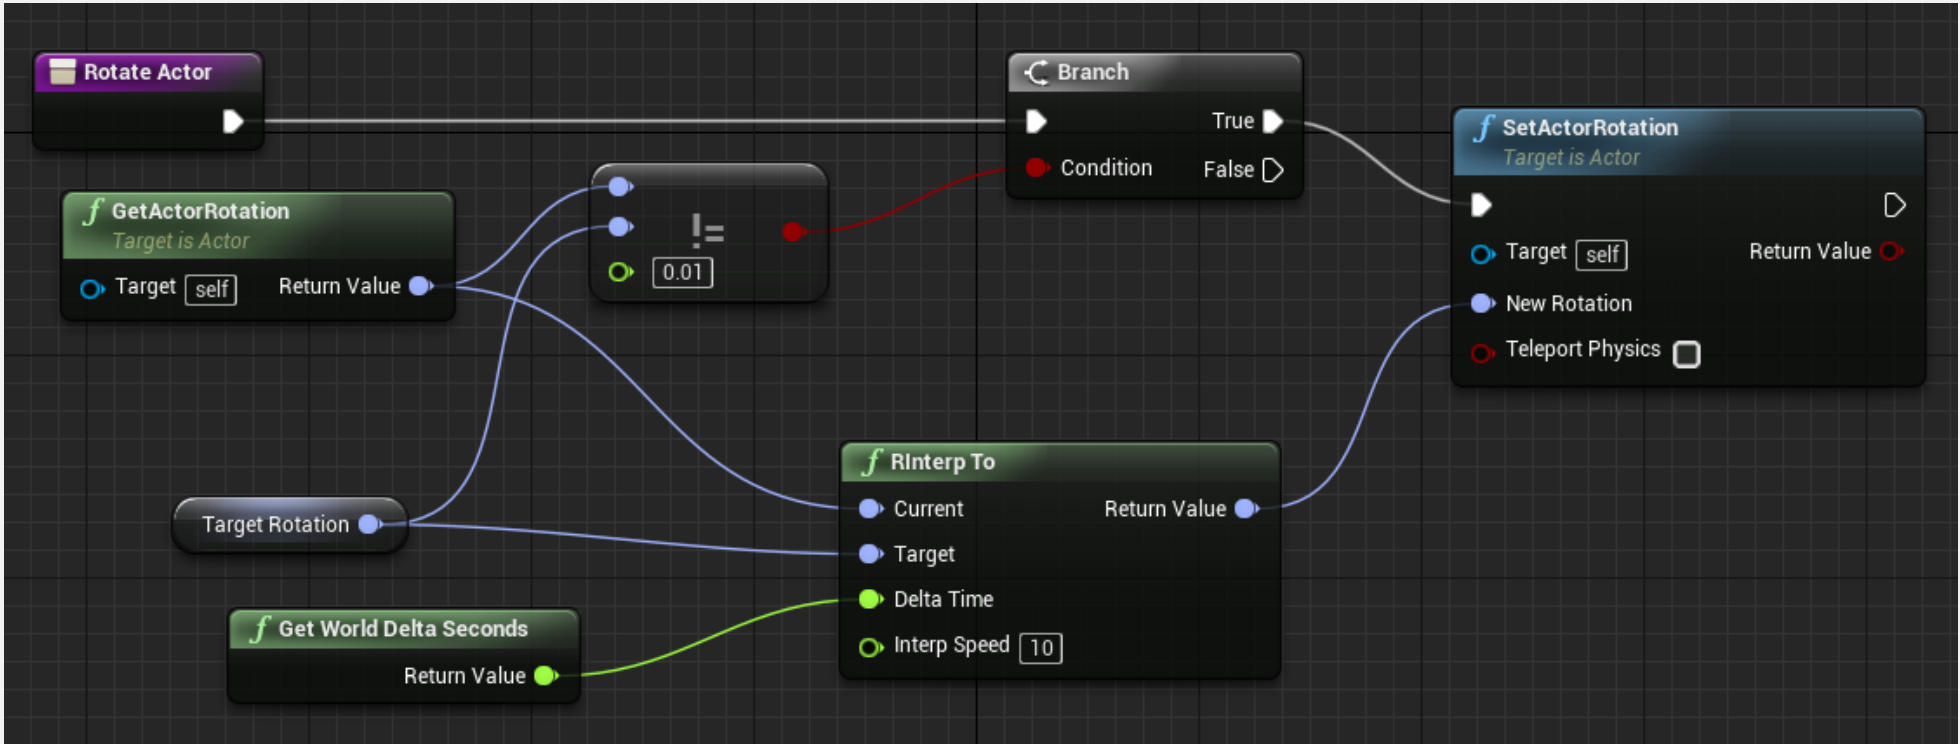 Rotate Actor
GetActorRotation
Target is Actor
Target self Return Value
!=
0.01
Branch
True
Condition
False
SetActorRotation
Target is Actor
Target self Return Value
New Rotation
Teleport Physics
Target Rotation
RInterp To
Current Return Value
Target
Delta Time
Interp Speed 10
Get World Delta Seconds
Return Value